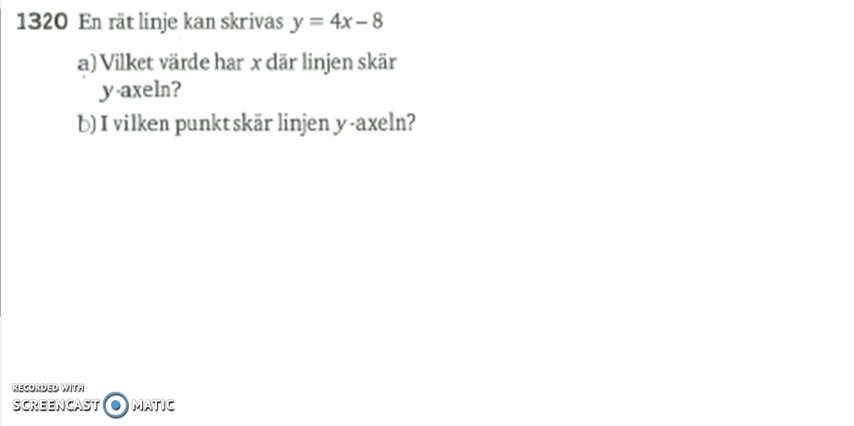 1320 En rät linje kan skrivas y = 4x – 8
a) Vilket värde har x där linjen skär
y-axeln?
b) I vilken punkt skär linjen y-axeln?
RECORDED WITH
SCREENCAST O MATIC